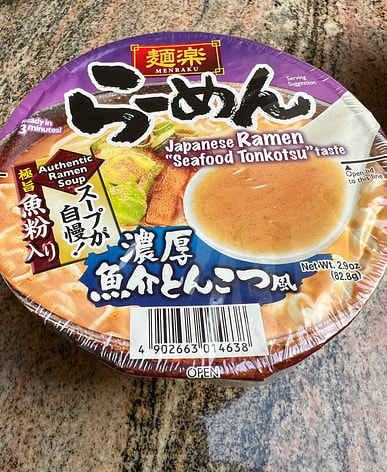 麺楽
MENRAKU
らーめん
Serving
Suggestion
Ready in
3 minutes!
Japanese Ramen
"Seafood Tonkotsu" taste
Authentic
Ramen
Soup
スープが
自慢!
極旨
魚粉
入り
Open lid
to this line
濃厚
魚介とんこつ風
Net.Wt. 2.9oz
(82.8g)
4 902663 014638
OPEN